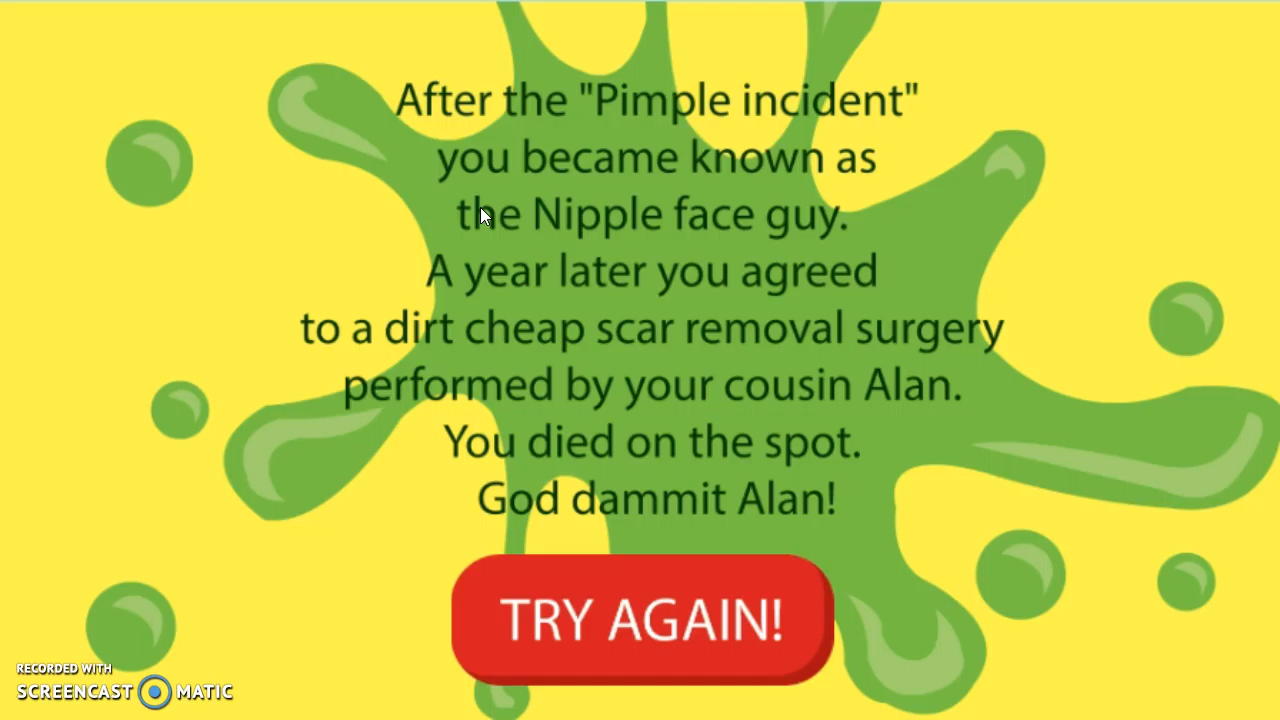 After the "Pimple incident"
you became known as
the Nipple face guy.
A year later you agreed
to a dirt cheap scar removal surgery
performed by your cousin Alan.
You died on the spot.
God dammit Alan!
TRY AGAIN!
RECORDED WITH
SCREENCAST MATIC